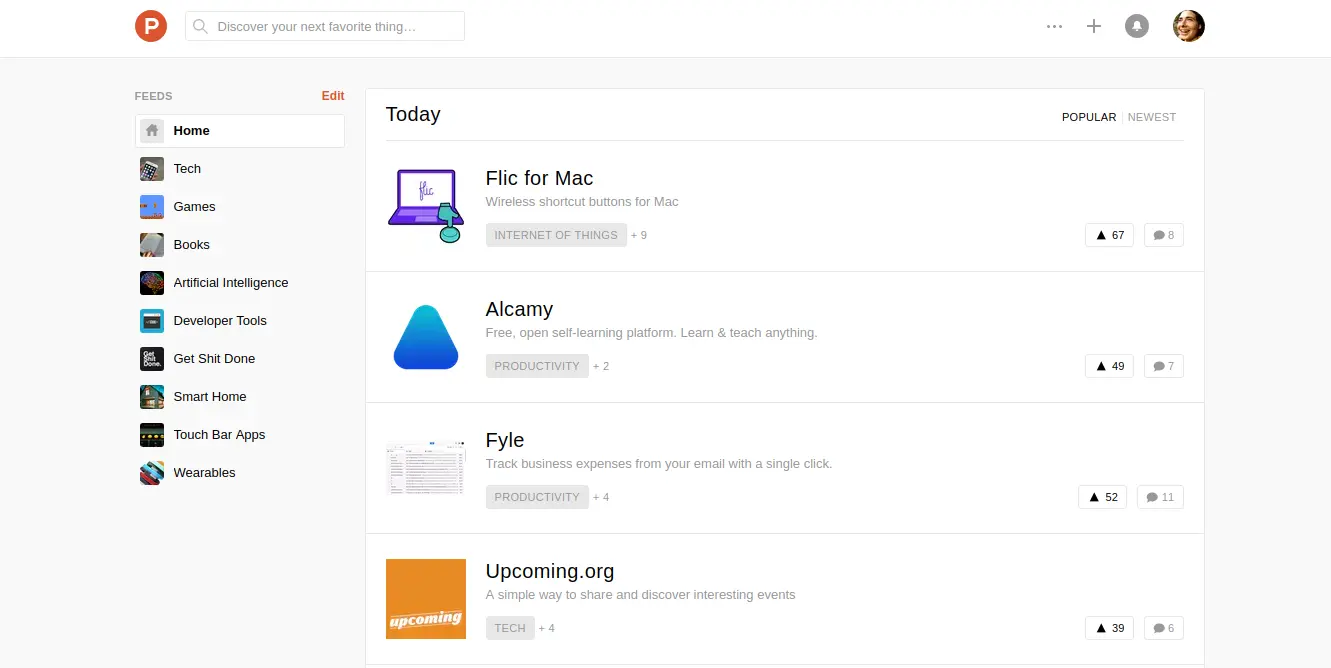 P
Discover your next favorite thing…
FEEDS
Edit
Home
Tech
Games
Books
Artificial Intelligence
Developer Tools
Get Shit Done.
Get Shit Done
Smart Home
Touch Bar Apps
Wearables
Today
POPULAR
NEWEST
flic
Flic for Mac
Wireless shortcut buttons for Mac
INTERNET OF THINGS + 9
67
8
Alcamy
Free, open self-learning platform. Learn & teach anything.
PRODUCTIVITY + 2
49
7
Fyle
Track business expenses from your email with a single click.
PRODUCTIVITY + 4
52
11
upcoming
Upcoming.org
A simple way to share and discover interesting events
TECH + 4
39
6